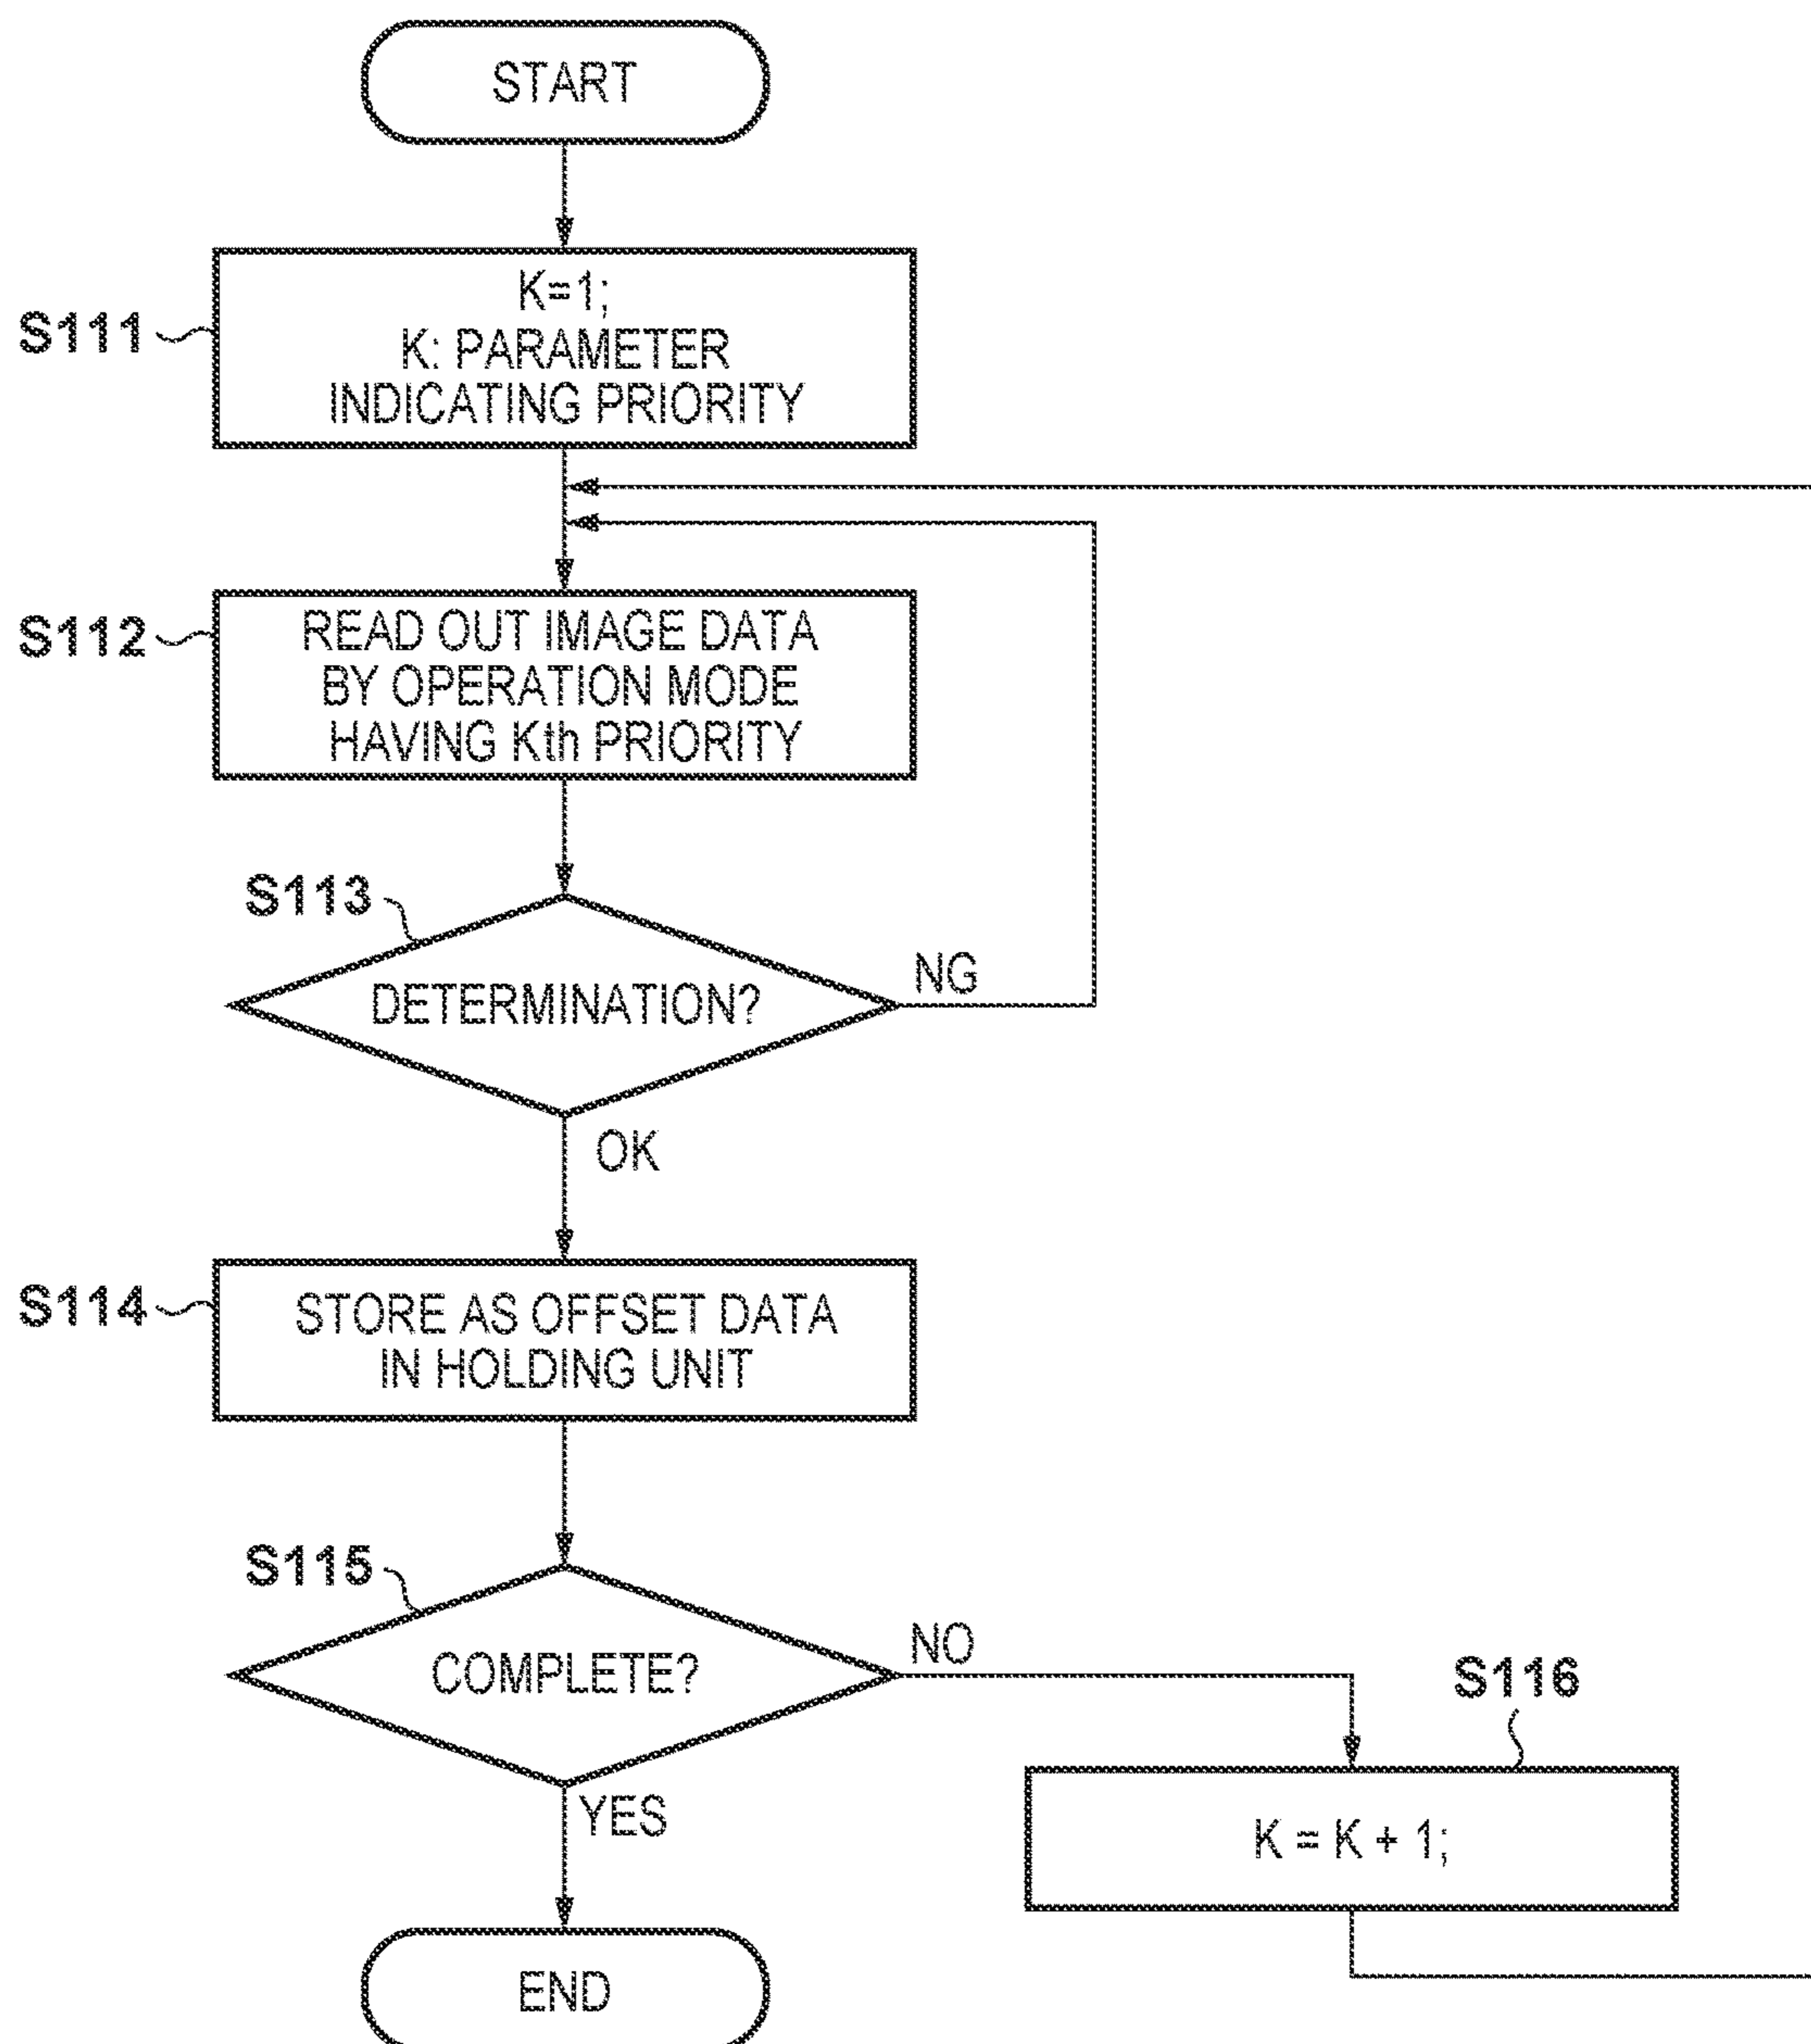 START
S111
K=1;
K: PARAMETER
INDICATING PRIORITY
S112
READ OUT IMAGE DATA
BY OPERATION MODE
HAVING Kth PRIORITY
S113
DETERMINATION?
NG
OK
S114
STORE AS OFFSET DATA
IN HOLDING UNIT
S115
COMPLETE?
NO
YES
S116
K = K + 1;
END